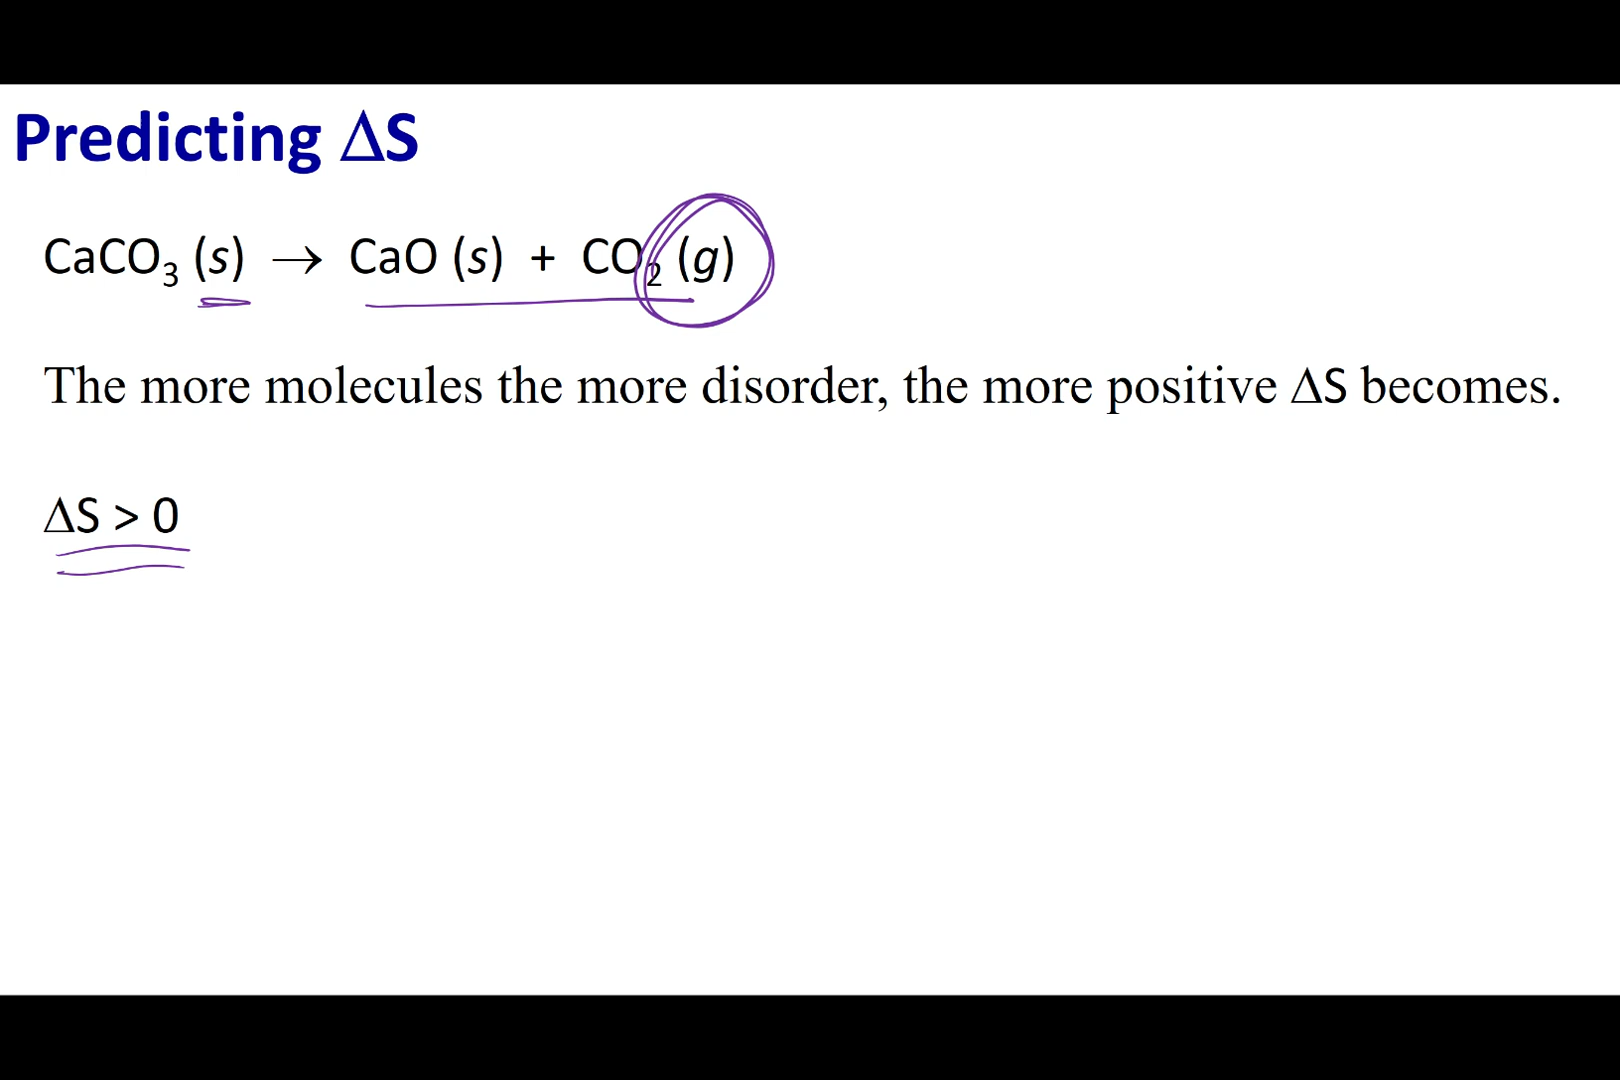 Predicting ΔS
CaCO₃ (s) → CaO (s) + CO₂ (g)
The more molecules the more disorder, the more positive ΔS becomes.
ΔS > 0